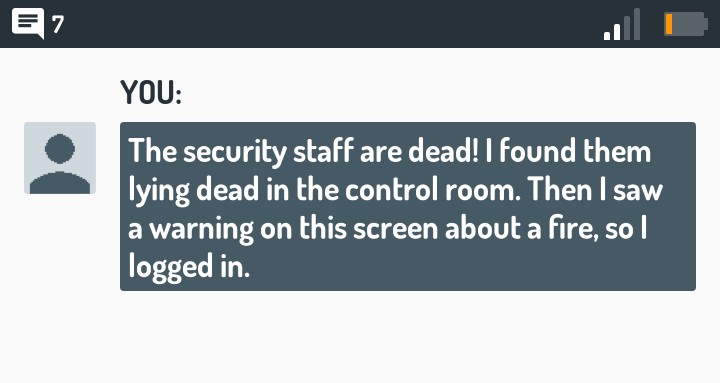 7
YOU:
The security staff are dead! I found them
lying dead in the control room. Then I saw
a warning on this screen about a fire, so I
logged in.